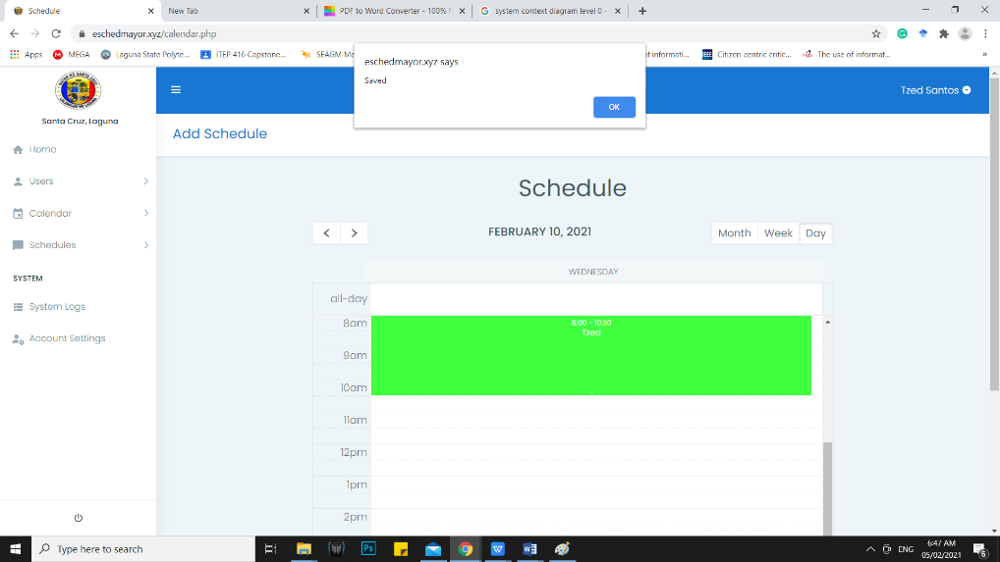 Schedule
New Tab
PDF to Word Converter - 100%
system context diagram level 0 -
eschedmayor.xyz/calendar.php
Apps
MEGA
Laguna State Polyto...
ITEP 416 Capstone...
SEAGM
of informati...
Citizen-centric critic...
The use of informat...
»
eschedmayor.xyz says
Saved
OK
Santa Cruz, Laguna
Tzed Santos
Home
Users
Calendar
Schedules
SYSTEM
System Logs
Account Settings
Add Schedule
Schedule
FEBRUARY 10, 2021
Month
Week
Day
WEDNESDAY
all-day
8am
8:00 - 10:30
Tzed
9am
10am
11am
12pm
1pm
2pm
Type here to search
Ps
W
ENG
6:47 AM
05/02/2021
6